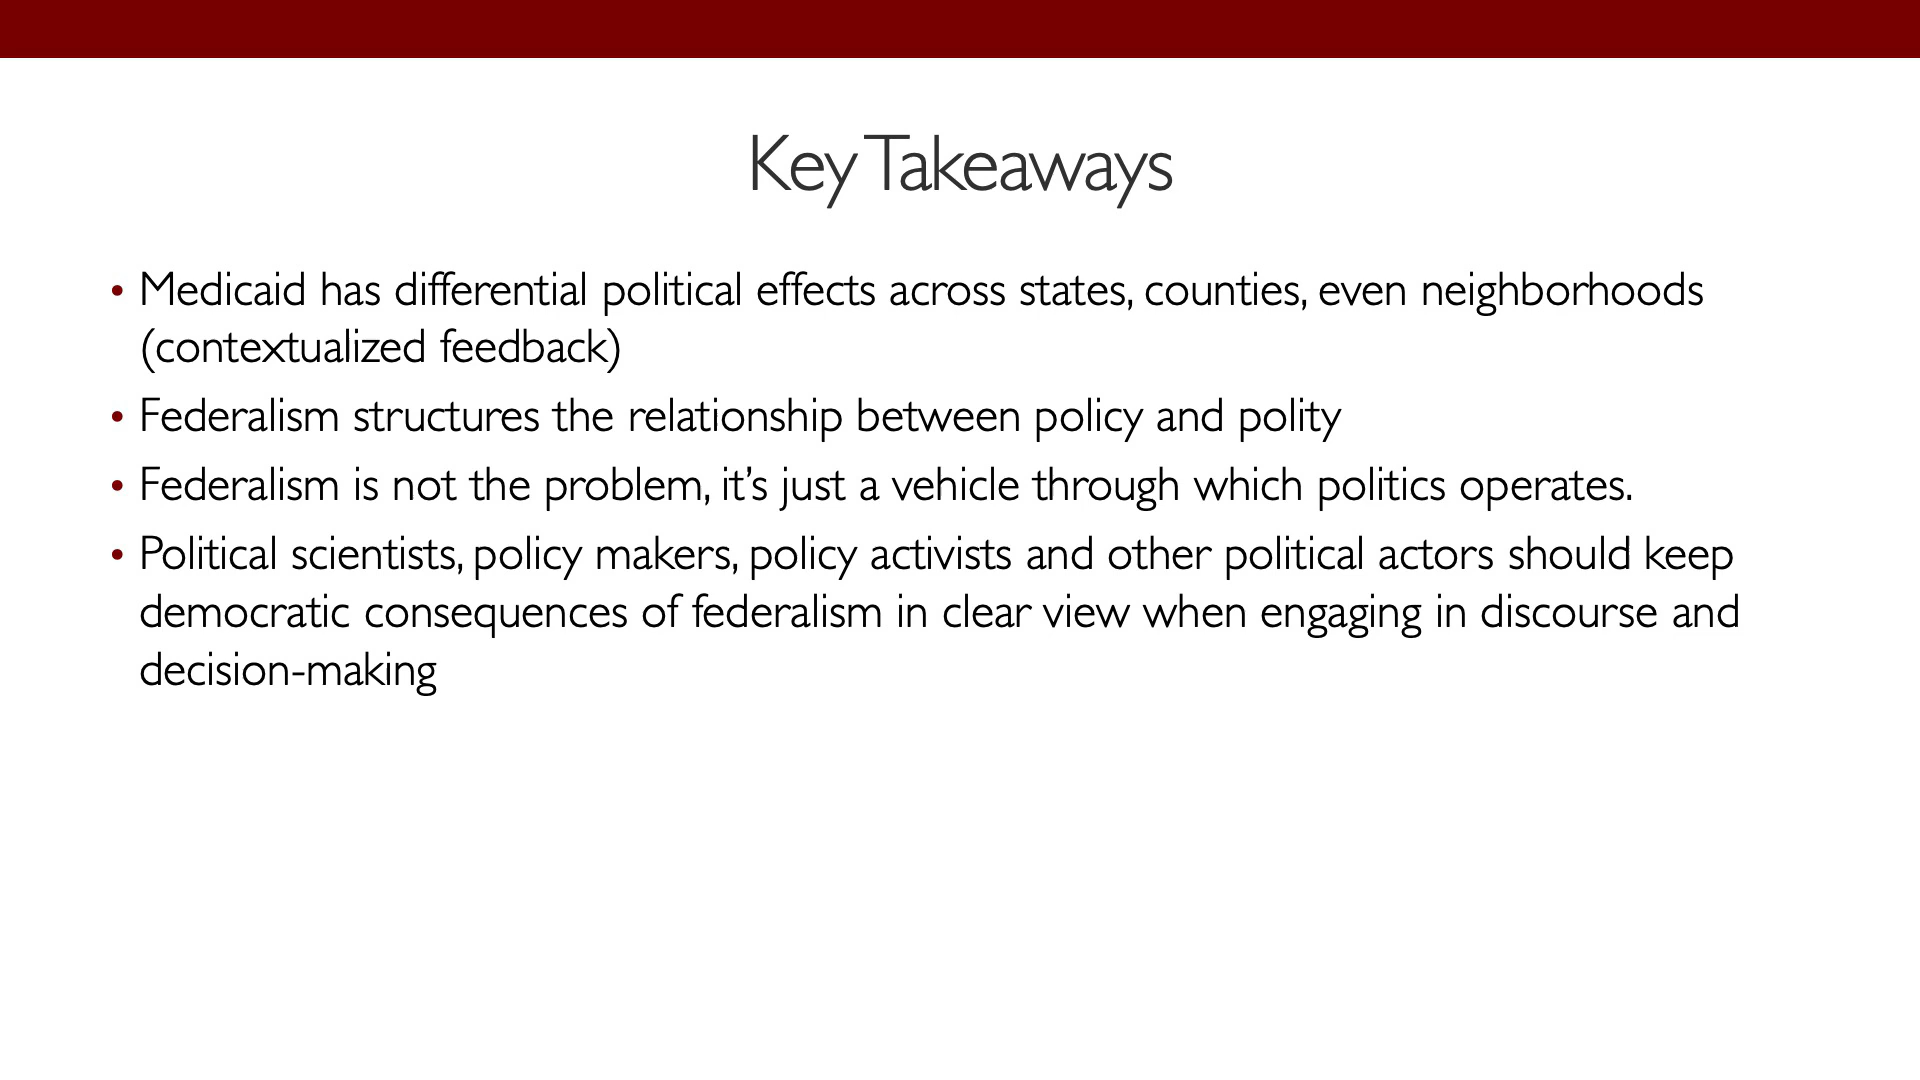 Key Takeaways
• Medicaid has differential political effects across states, counties, even neighborhoods
(contextualized feedback)
• Federalism structures the relationship between policy and polity
• Federalism is not the problem, it’s just a vehicle through which politics operates.
• Political scientists, policy makers, policy activists and other political actors should keep
democratic consequences of federalism in clear view when engaging in discourse and
decision-making